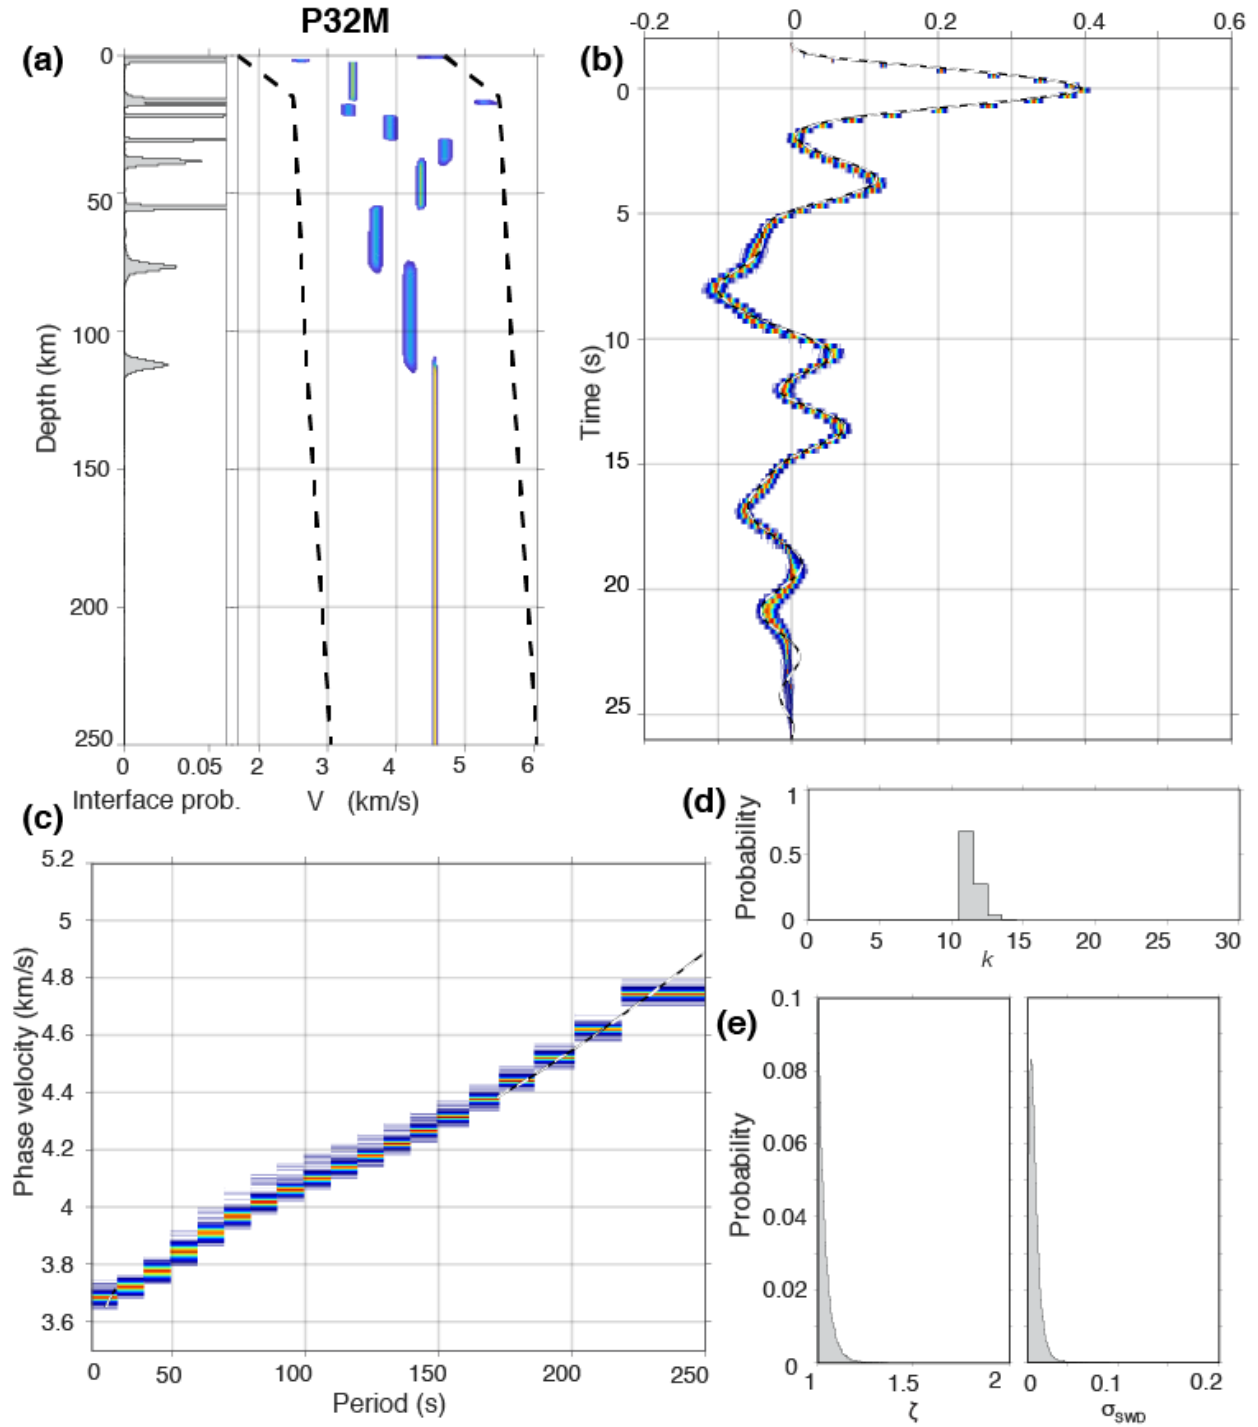 P32M
(a)
0
50
100
150
200
250
Depth (km)
0 0.05 2 3 4 5 6
Interface prob. V (km/s)
(b)
-0.2 0 0.2 0.4 0.6
0
5
10
15
20
25
Time (s)
(c)
5.2
5
4.8
4.6
4.4
4.2
4
3.8
3.6
Phase velocity (km/s)
0 50 100 150 200 250
Period (s)
(d)
1
0.5
0
Probability
0 5 10 15 20 25 30
k
(e)
0.1
0.08
0.06
0.04
0.02
0
Probability
1 1.5 2 0 0.1 0.2
ζ σSWD